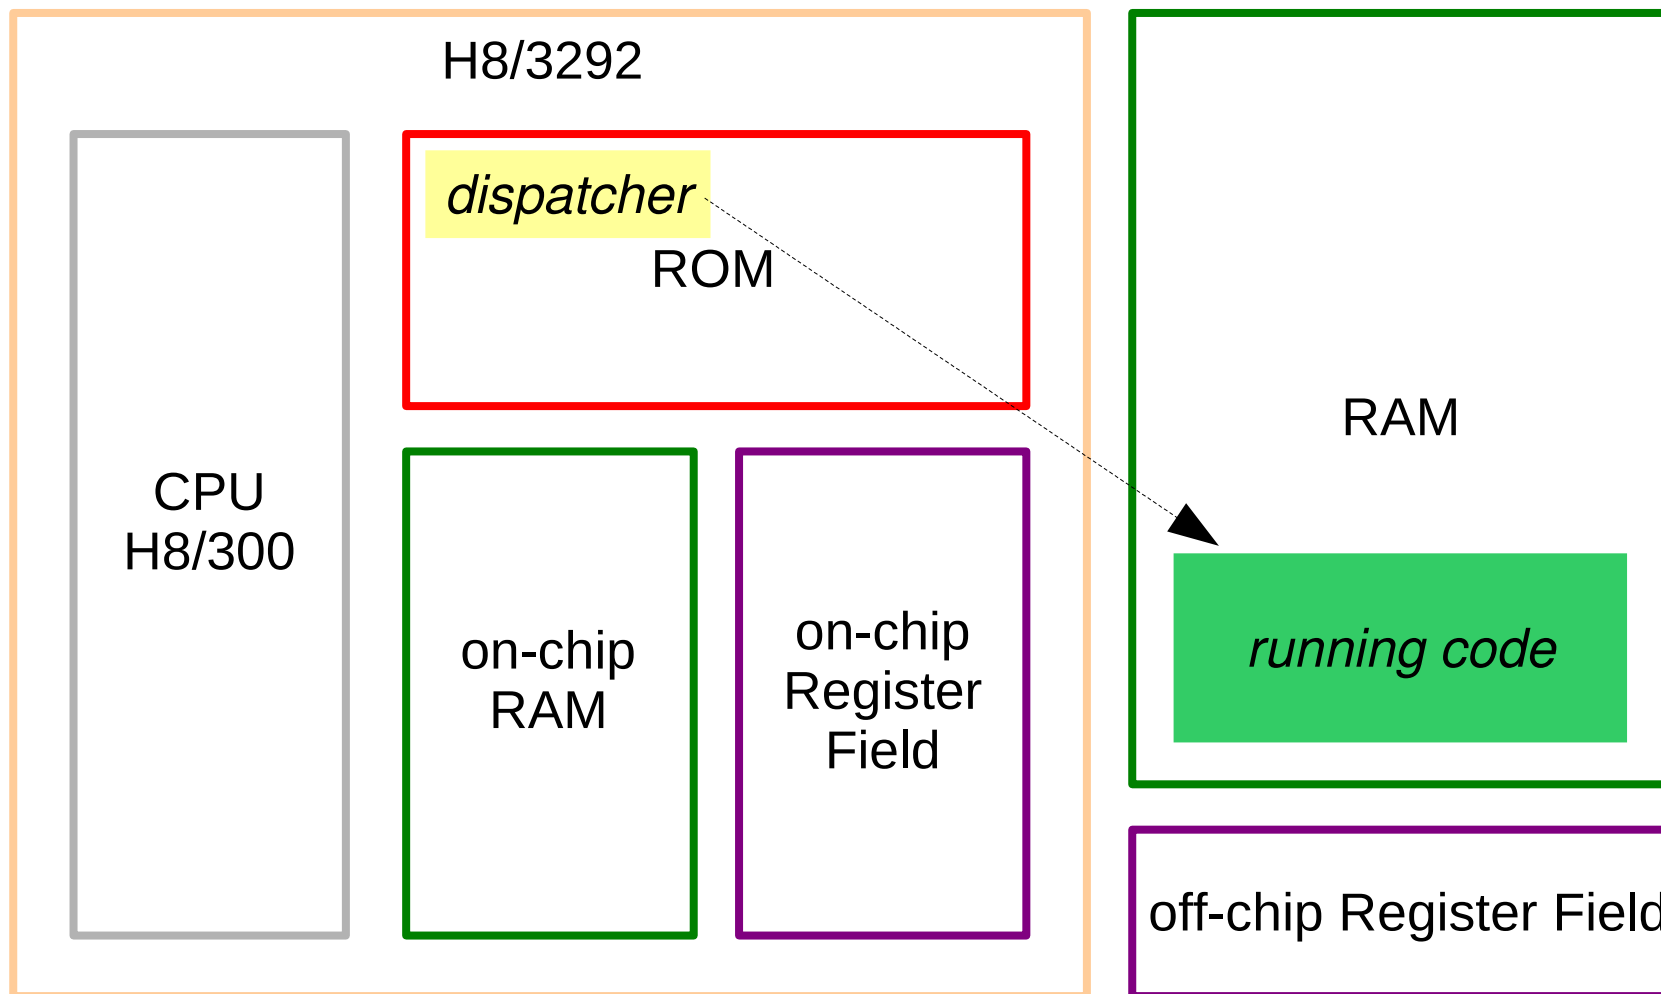 H8/3292
dispatcher
ROM
CPU
H8/300
on-chip
RAM
on-chip
Register
Field
RAM
running code
off-chip Register Field